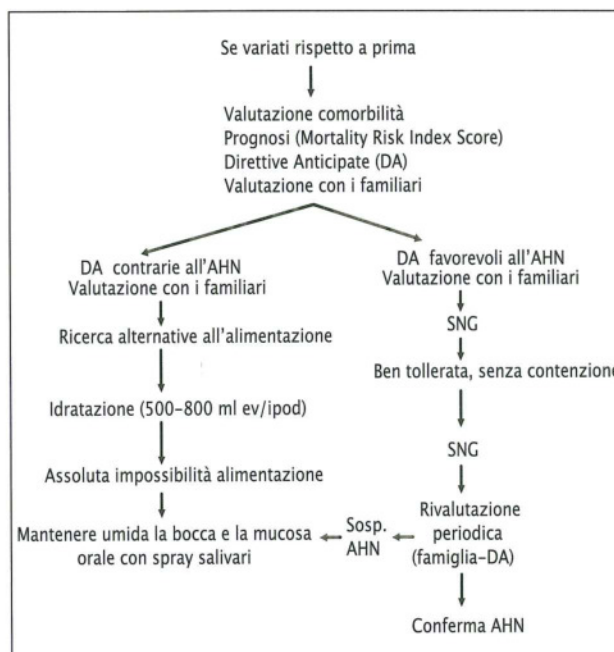 Se variati rispetto a prima
Valutazione comorbilità
Prognosi (Mortality Risk Index Score)
Direttive Anticipate (DA)
Valutazione con i familiari
DA contrarie all'AHN
Valutazione con i familiari
Ricerca alternative all'alimentazione
Idratazione (500-800 ml ev/ipod)
Assoluta impossibilità alimentazione
Mantenere umida la bocca e la mucosa
orale con spray salivari
DA favorevoli all'AHN
Valutazione con i familiari
SNG
Ben tollerata, senza contenzione
SNG
Rivalutazione
periodica
(famiglia-DA)
Sosp.
AHN
Conferma AHN